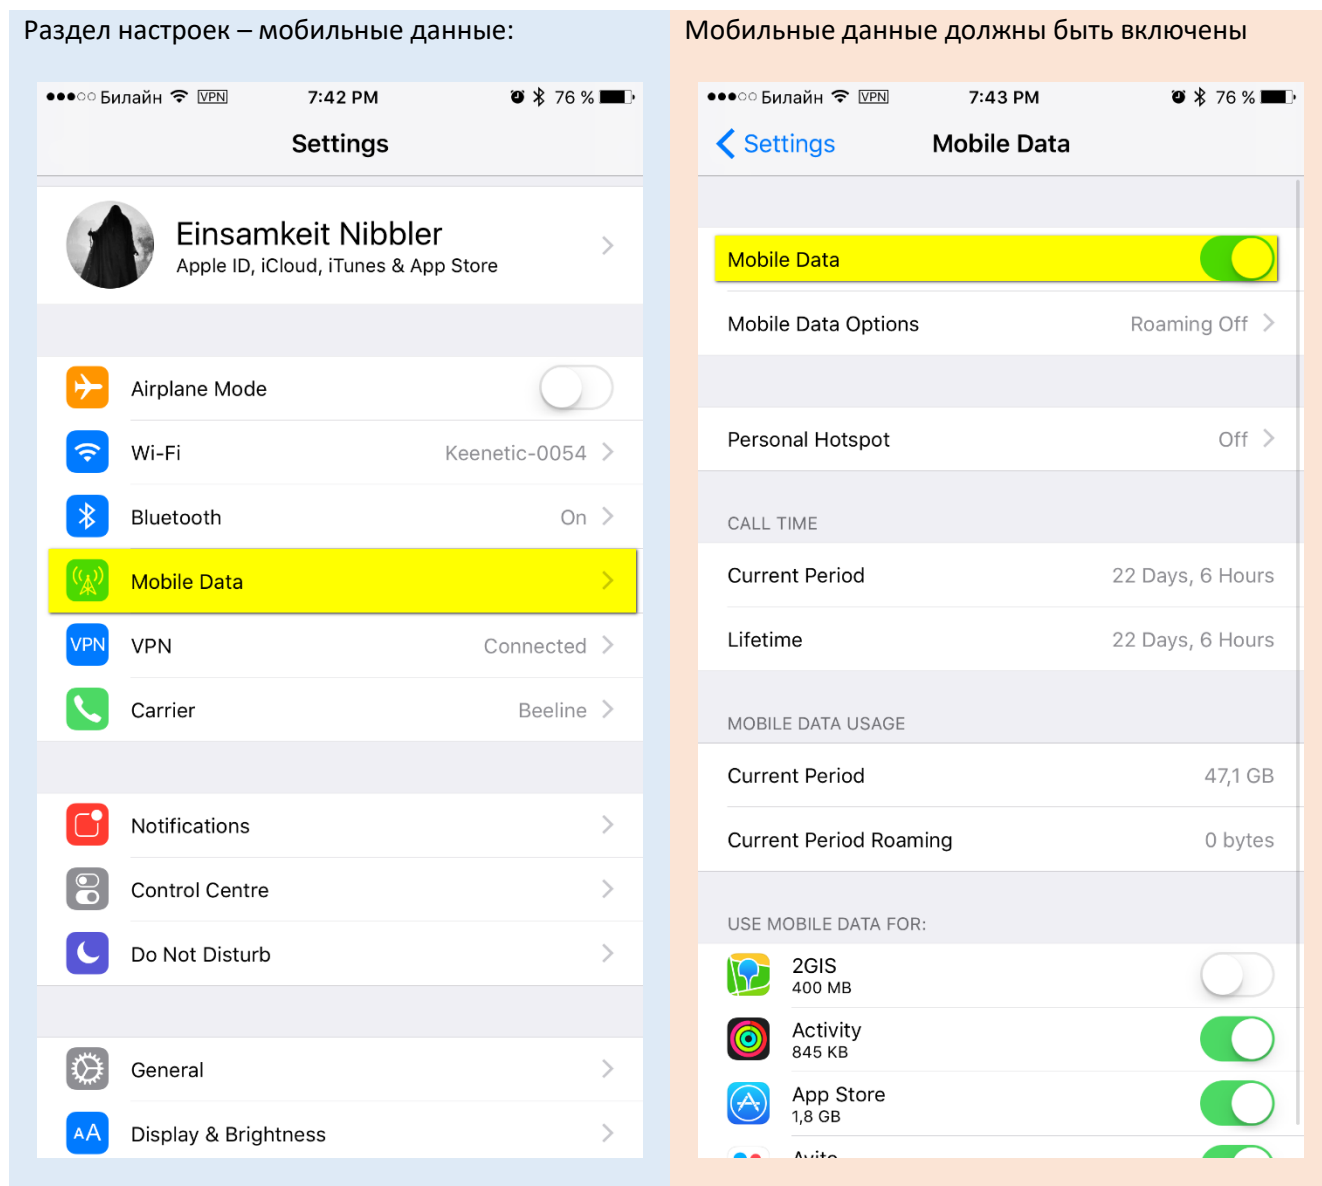 Раздел настроек – мобильные данные:
Билайн VPN 7:42 PM 76 %
Settings
Einsamkeit Nibbler
Apple ID, iCloud, iTunes & App Store
Airplane Mode
Wi-Fi Keenetic-0054
Bluetooth On
Mobile Data
VPN VPN Connected
Carrier Beeline
Notifications
Control Centre
Do Not Disturb
General
AA Display & Brightness
Мобильные данные должны быть включены
Билайн VPN 7:43 PM 76 %
Settings Mobile Data
Mobile Data
Mobile Data Options Roaming Off
Personal Hotspot Off
CALL TIME
Current Period 22 Days, 6 Hours
Lifetime 22 Days, 6 Hours
MOBILE DATA USAGE
Current Period 47,1 GB
Current Period Roaming 0 bytes
USE MOBILE DATA FOR:
2GIS
400 MB
Activity
845 KB
App Store
1,8 GB
Avito